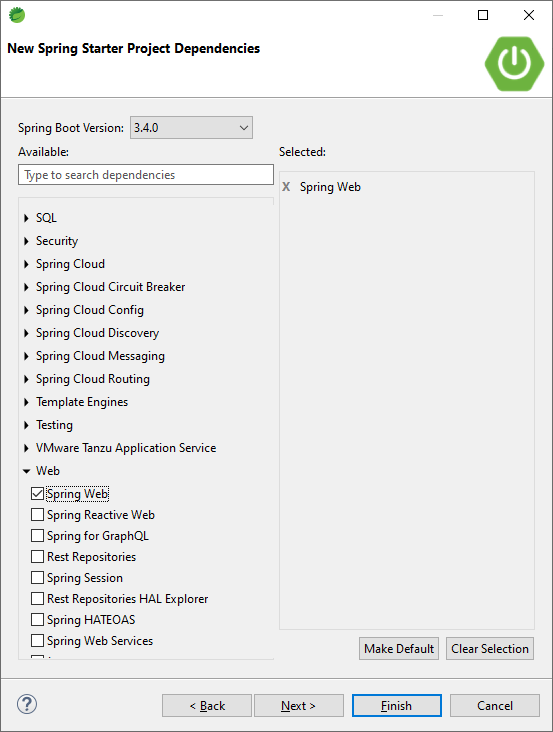 New Spring Starter Project Dependencies
Spring Boot Version: 3.4.0
Available:
Selected:
Type to search dependencies
X Spring Web
SQL
Security
Spring Cloud
Spring Cloud Circuit Breaker
Spring Cloud Config
Spring Cloud Discovery
Spring Cloud Messaging
Spring Cloud Routing
Template Engines
Testing
VMware Tanzu Application Service
Web
Spring Web
Spring Reactive Web
Spring for GraphQL
Rest Repositories
Spring Session
Rest Repositories HAL Explorer
Spring HATEOAS
Spring Web Services
Make Default
Clear Selection
?
< Back
Next >
Finish
Cancel